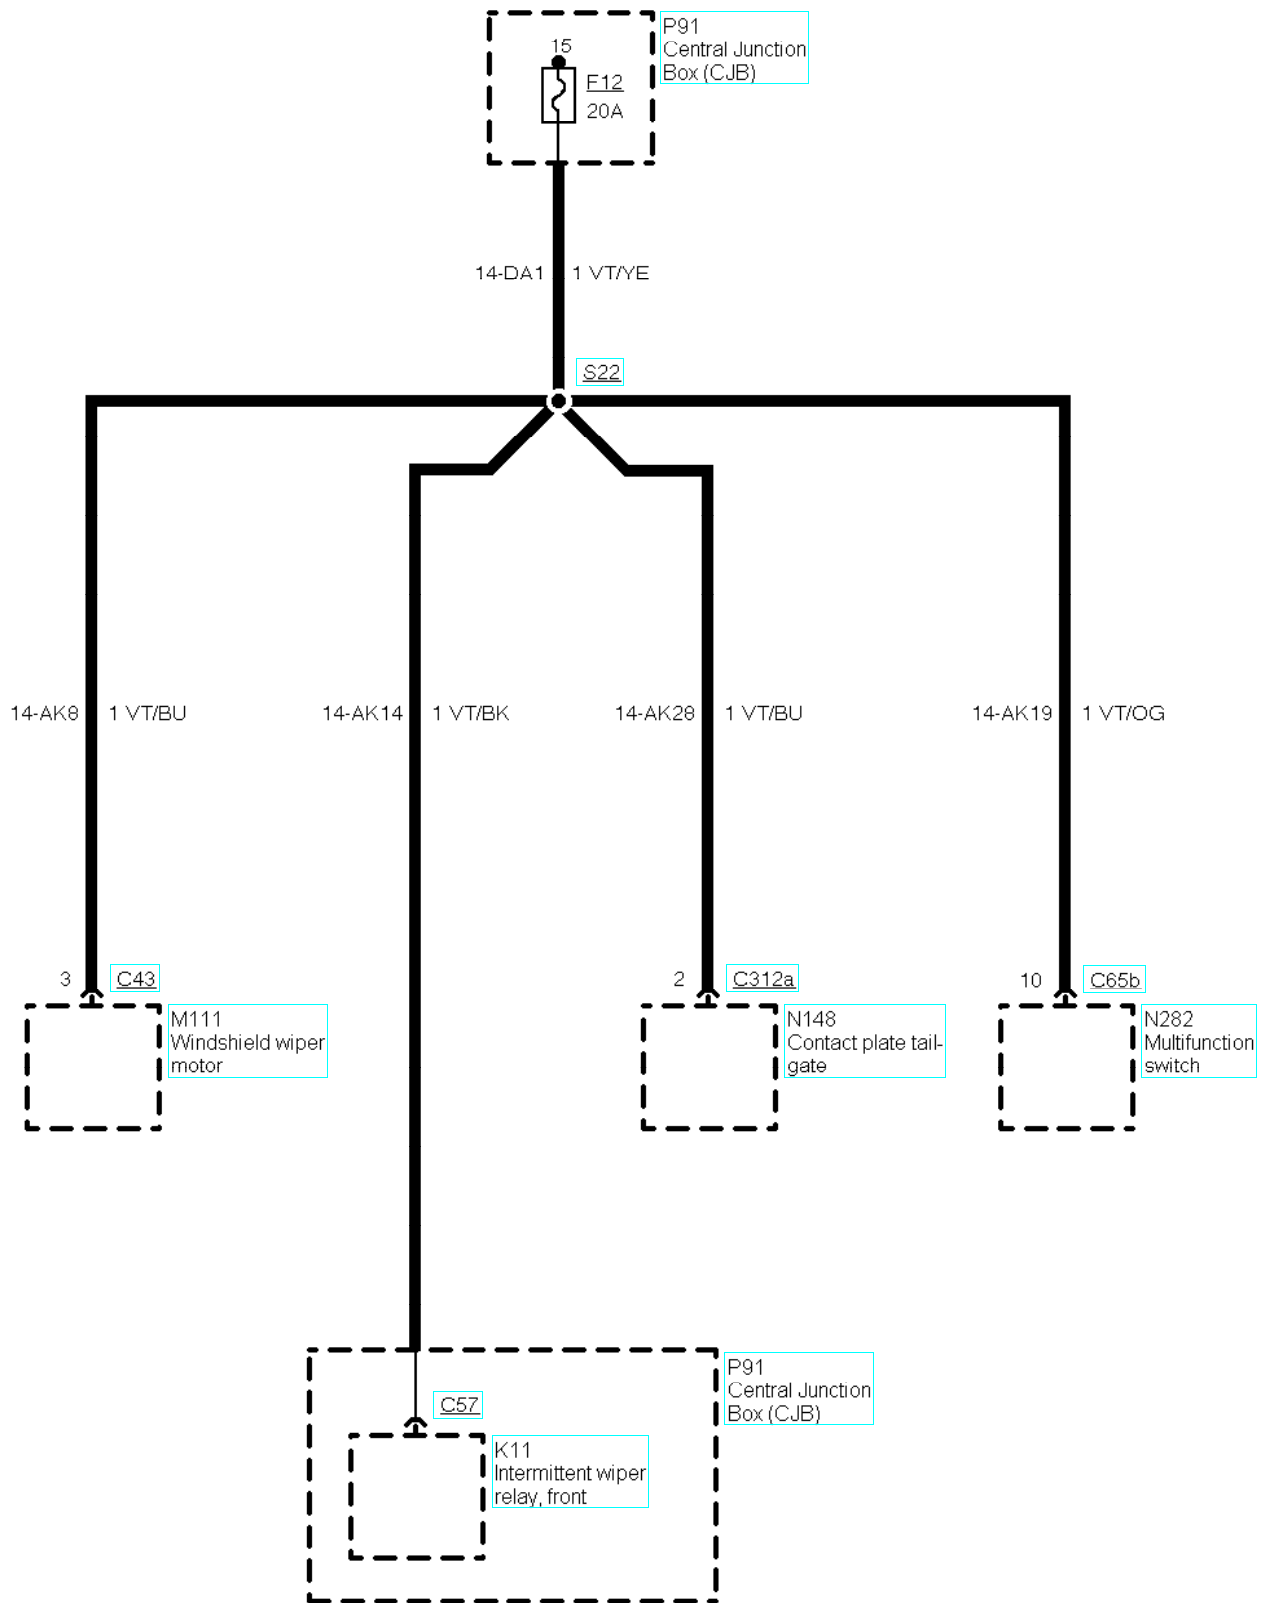 P91
Central Junction
Box (CJB)
15
F12
20A
14-DA1
1 VT/YE
S22
14-AK8
1 VT/BU
14-AK14
1 VT/BK
14-AK28
1 VT/BU
14-AK19
1 VT/OG
3
C43
M111
Windshield wiper
motor
2
C312a
N148
Contact plate tail-
gate
10
C65b
N282
Multifunction
switch
P91
Central Junction
Box (CJB)
C57
K11
Intermittent wiper
relay, front